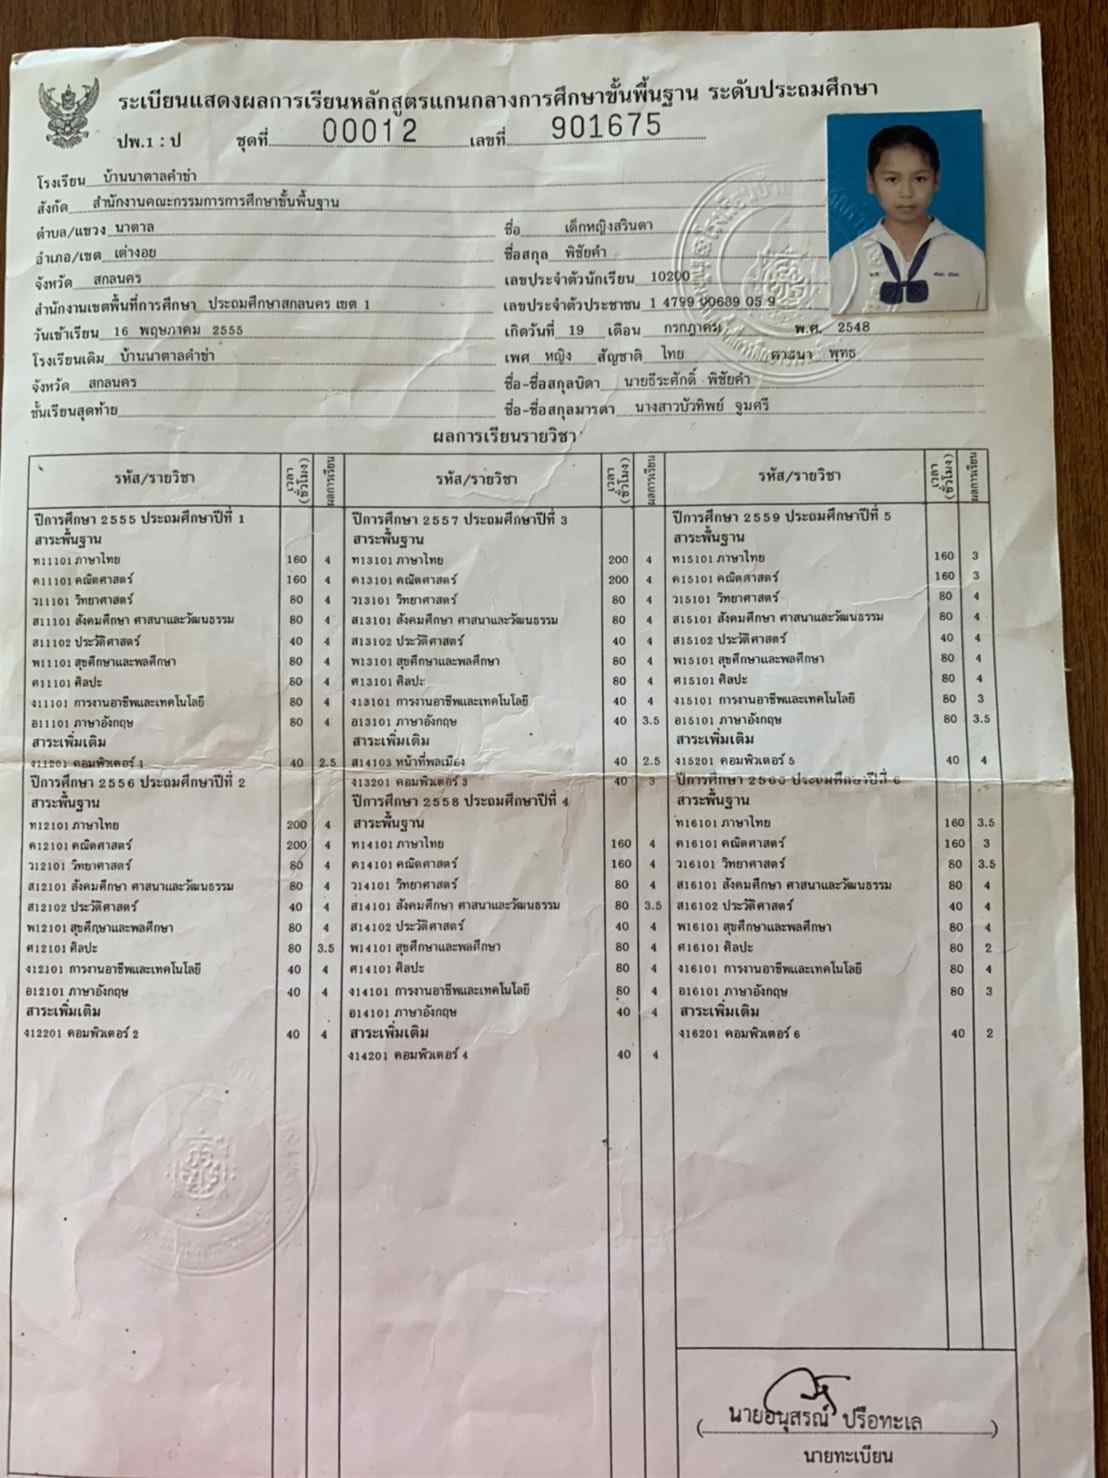 ระเบียนแสดงผลการเรียนหลักสูตรแกนกลางการศึกษาขั้นพื้นฐาน ระดับประถมศึกษา
ปพ.1 : ป ชุดที่ 00012 เลขที่ 901675
โรงเรียน บ้านนาตาลคำข่า
สังกัด สำนักงานคณะกรรมการการศึกษาขั้นพื้นฐาน
ตำบล/แขวง นาตาล
อำเภอ/เขต เต่างอย
จังหวัด สกลนคร
สำนักงานเขตพื้นที่การศึกษา ประถมศึกษาสกลนคร เขต 1
วันเข้าเรียน 16 พฤษภาคม 2555
โรงเรียนเดิม บ้านนาตาลคำข่า
จังหวัด สกลนคร
ชั้นเรียนสุดท้าย
ชื่อ เด็กหญิงสรินตา
ชื่อสกุล พิชัยคำ
เลขประจำตัวนักเรียน 10200
เลขประจำตัวประชาชน 1 4799 00689 05 9
เกิดวันที่ 19 เดือน กรกฎาคม พ.ศ. 2548
เพศ หญิง สัญชาติ ไทย ศาสนา พุทธ
ชื่อ-ชื่อสกุลบิดา นายธีระศักดิ์ พิชัยคำ
ชื่อ-ชื่อสกุลมารดา นางสาวบัวทิพย์ จูมศรี
ผลการเรียนรายวิชา
รหัส/รายวิชา เวลา (ชั่วโมง) ผลการเรียน
ปีการศึกษา 2555 ประถมศึกษาปีที่ 1
สาระพื้นฐาน
ท11101 ภาษาไทย 160 4
ค11101 คณิตศาสตร์ 160 4
ว11101 วิทยาศาสตร์ 80 4
ส11101 สังคมศึกษา ศาสนาและวัฒนธรรม 80 4
ส11102 ประวัติศาสตร์ 40 4
พ11101 สุขศึกษาและพลศึกษา 80 4
ศ11101 ศิลปะ 80 4
ง11101 การงานอาชีพและเทคโนโลยี 80 4
อ11101 ภาษาอังกฤษ 80 4
สาระเพิ่มเติม
ง11201 คอมพิวเตอร์ 1 40 2.5
ปีการศึกษา 2556 ประถมศึกษาปีที่ 2
สาระพื้นฐาน
ท12101 ภาษาไทย 200 4
ค12101 คณิตศาสตร์ 200 4
ว12101 วิทยาศาสตร์ 80 4
ส12101 สังคมศึกษา ศาสนาและวัฒนธรรม 80 4
ส12102 ประวัติศาสตร์ 40 4
พ12101 สุขศึกษาและพลศึกษา 80 4
ศ12101 ศิลปะ 80 3.5
ง12101 การงานอาชีพและเทคโนโลยี 40 4
อ12101 ภาษาอังกฤษ 40 4
สาระเพิ่มเติม
ง12201 คอมพิวเตอร์ 2 40 4
รหัส/รายวิชา เวลา (ชั่วโมง) ผลการเรียน
ปีการศึกษา 2557 ประถมศึกษาปีที่ 3
สาระพื้นฐาน
ท13101 ภาษาไทย 200 4
ค13101 คณิตศาสตร์ 200 4
ว13101 วิทยาศาสตร์ 80 4
ส13101 สังคมศึกษา ศาสนาและวัฒนธรรม 80 4
ส13102 ประวัติศาสตร์ 40 4
พ13101 สุขศึกษาและพลศึกษา 80 4
ศ13101 ศิลปะ 80 4
ง13101 การงานอาชีพและเทคโนโลยี 40 4
อ13101 ภาษาอังกฤษ 40 3.5
สาระเพิ่มเติม
ส14103 หน้าที่พลเมือง 40 2.5
ง13201 คอมพิวเตอร์ 3 40 3
ปีการศึกษา 2558 ประถมศึกษาปีที่ 4
สาระพื้นฐาน
ท14101 ภาษาไทย 160 4
ค14101 คณิตศาสตร์ 160 4
ว14101 วิทยาศาสตร์ 80 4
ส14101 สังคมศึกษา ศาสนาและวัฒนธรรม 80 3.5
ส14102 ประวัติศาสตร์ 40 4
พ14101 สุขศึกษาและพลศึกษา 80 4
ศ14101 ศิลปะ 80 4
ง14101 การงานอาชีพและเทคโนโลยี 80 4
อ14101 ภาษาอังกฤษ 40 4
สาระเพิ่มเติม
ง14201 คอมพิวเตอร์ 4 40 4
รหัส/รายวิชา เวลา (ชั่วโมง) ผลการเรียน
ปีการศึกษา 2559 ประถมศึกษาปีที่ 5
สาระพื้นฐาน
ท15101 ภาษาไทย 160 3
ค15101 คณิตศาสตร์ 160 3
ว15101 วิทยาศาสตร์ 80 4
ส15101 สังคมศึกษา ศาสนาและวัฒนธรรม 80 4
ส15102 ประวัติศาสตร์ 40 4
พ15101 สุขศึกษาและพลศึกษา 80 4
ศ15101 ศิลปะ 80 4
ง15101 การงานอาชีพและเทคโนโลยี 80 3
อ15101 ภาษาอังกฤษ 80 3.5
สาระเพิ่มเติม
ง15201 คอมพิวเตอร์ 5 40 4
ปีการศึกษา 2560 ประถมศึกษาปีที่ 6
สาระพื้นฐาน
ท16101 ภาษาไทย 160 3.5
ค16101 คณิตศาสตร์ 160 3
ว16101 วิทยาศาสตร์ 80 3.5
ส16101 สังคมศึกษา ศาสนาและวัฒนธรรม 80 4
ส16102 ประวัติศาสตร์ 40 4
พ16101 สุขศึกษาและพลศึกษา 80 4
ศ16101 ศิลปะ 80 2
ง16101 การงานอาชีพและเทคโนโลยี 80 4
อ16101 ภาษาอังกฤษ 80 3
สาระเพิ่มเติม
ง16201 คอมพิวเตอร์ 6 40 2
(นายอนุสรณ์ ปรือทะเล)
นายทะเบียน